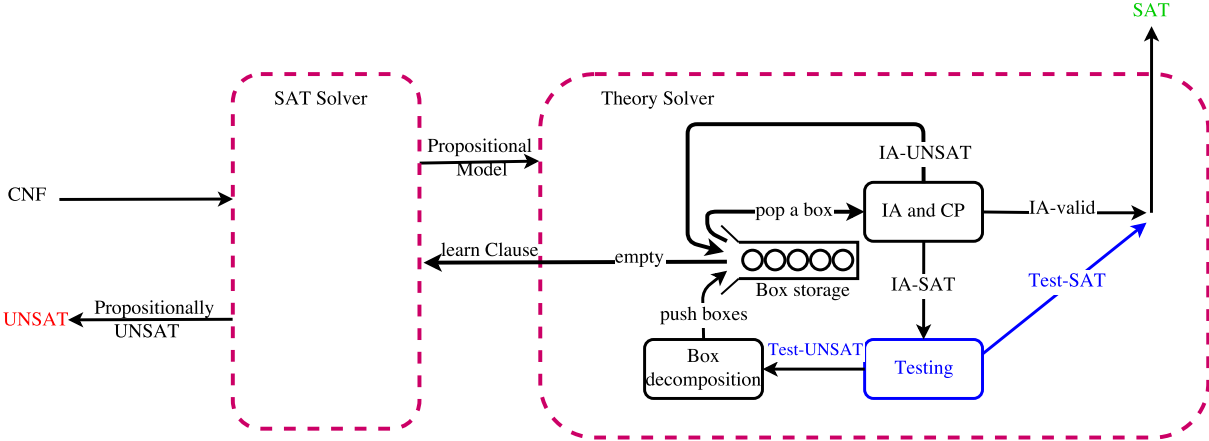 SAT
SAT Solver
Theory Solver
Propositional
Model
IA-UNSAT
CNF
pop a box
IA and CP
IA-valid
learn Clause
empty
Box storage
IA-SAT
Test-SAT
UNSAT
Propositionally
UNSAT
push boxes
Box
decomposition
Test-UNSAT
Testing